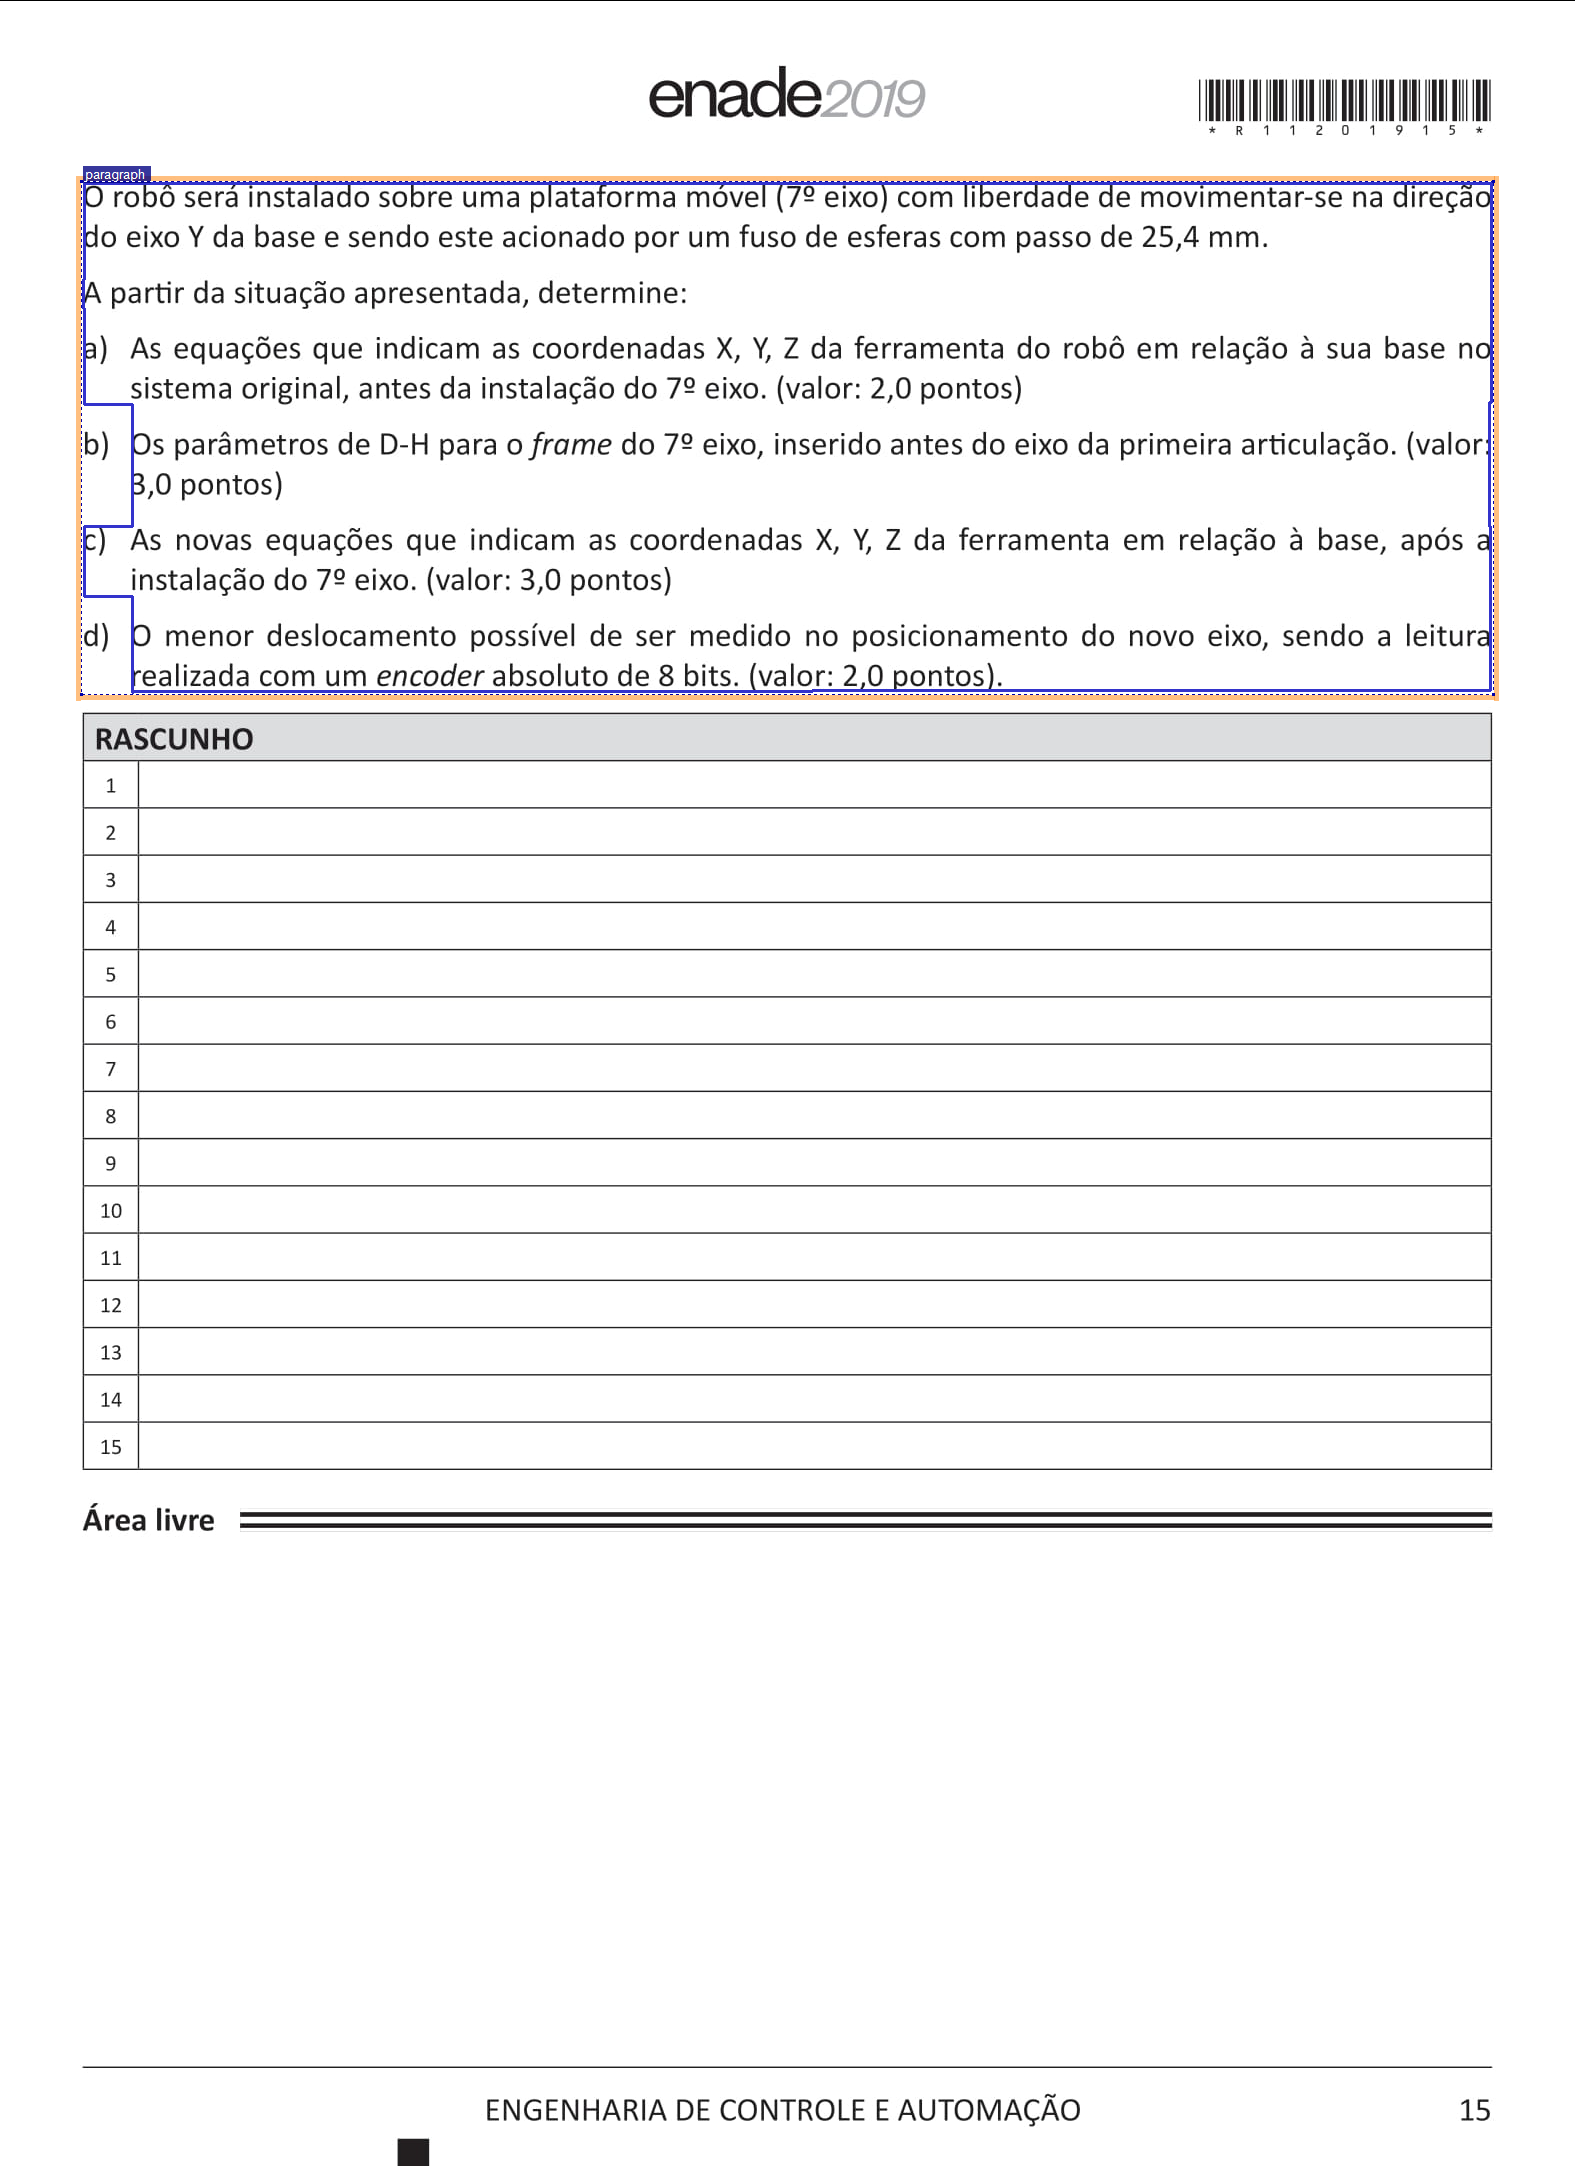 enade2019
*R11201915*
paragraph
O robô será instalado sobre uma plataforma móvel (7º eixo) com liberdade de movimentar-se na direção
do eixo Y da base e sendo este acionado por um fuso de esferas com passo de 25,4 mm.
A partir da situação apresentada, determine:
a) As equações que indicam as coordenadas X, Y, Z da ferramenta do robô em relação à sua base no
sistema original, antes da instalação do 7º eixo. (valor: 2,0 pontos)
b) Os parâmetros de D-H para o frame do 7º eixo, inserido antes do eixo da primeira articulação. (valor:
3,0 pontos)
c) As novas equações que indicam as coordenadas X, Y, Z da ferramenta em relação à base, após a
instalação do 7º eixo. (valor: 3,0 pontos)
d) O menor deslocamento possível de ser medido no posicionamento do novo eixo, sendo a leitura
realizada com um encoder absoluto de 8 bits. (valor: 2,0 pontos).
RASCUNHO
1
2
3
4
5
6
7
8
9
10
11
12
13
14
15
Área livre
ENGENHARIA DE CONTROLE E AUTOMAÇÃO 15